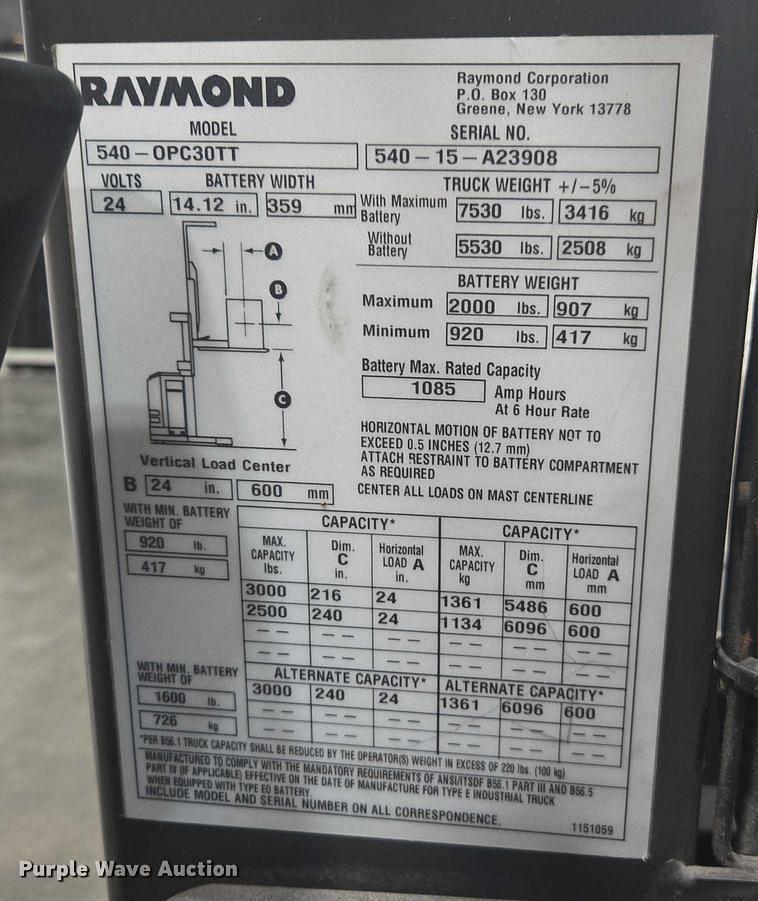 RAYMOND
Raymond Corporation
P.O. Box 130
Greene, New York 13778
MODEL
540-OPC30TT
SERIAL NO.
540-15-A23908
VOLTS
24
BATTERY WIDTH
14.12 in. 359 mm
TRUCK WEIGHT +/-5%
With Maximum
Battery
7530 lbs. 3416 kg
Without
Battery
5530 lbs. 2508 kg
A
B
C
BATTERY WEIGHT
Maximum 2000 lbs. 907 kg
Minimum 920 lbs. 417 kg
Battery Max. Rated Capacity
1085 Amp Hours
At 6 Hour Rate
HORIZONTAL MOTION OF BATTERY NOT TO
EXCEED 0.5 INCHES (12.7 mm)
ATTACH RESTRAINT TO BATTERY COMPARTMENT
AS REQUIRED
CENTER ALL LOADS ON MAST CENTERLINE
Vertical Load Center
B 24 in. 600 mm
WITH MIN. BATTERY
WEIGHT OF
920 lb.
417 kg
CAPACITY* CAPACITY*
MAX. CAPACITY lbs. Dim. C in. Horizontal LOAD A in. MAX. CAPACITY kg Dim. C mm Horizontal LOAD A mm
3000 216 24 1361 5486 600
2500 240 24 1134 6096 600
-- -- -- -- -- --
-- -- -- -- -- --
WITH MIN. BATTERY
WEIGHT OF
1600 lb.
726 kg
ALTERNATE CAPACITY* ALTERNATE CAPACITY*
3000 240 24 1361 6096 600
-- -- -- -- -- --
-- -- -- -- -- --
*PER B56.1 TRUCK CAPACITY SHALL BE REDUCED BY THE OPERATOR(S) WEIGHT IN EXCESS OF 220 lbs. (100 kg)
MANUFACTURED TO COMPLY WITH THE MANDATORY REQUIREMENTS OF ANSI/ITSDF B56.1 PART III AND B56.5
PART IV (IF APPLICABLE) EFFECTIVE ON THE DATE OF MANUFACTURE FOR TYPE E INDUSTRIAL TRUCK
WHEN EQUIPPED WITH TYPE EO BATTERY.
INCLUDE MODEL AND SERIAL NUMBER ON ALL CORRESPONDENCE.
1151059
Purple Wave Auction